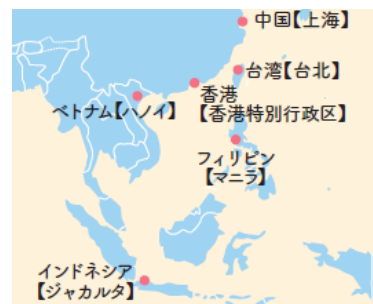 中国【上海】
台湾【台北】
香港
【香港特別行政区】
ベトナム【ハノイ】
フィリピン
【マニラ】
インドネシア
【ジャカルタ】